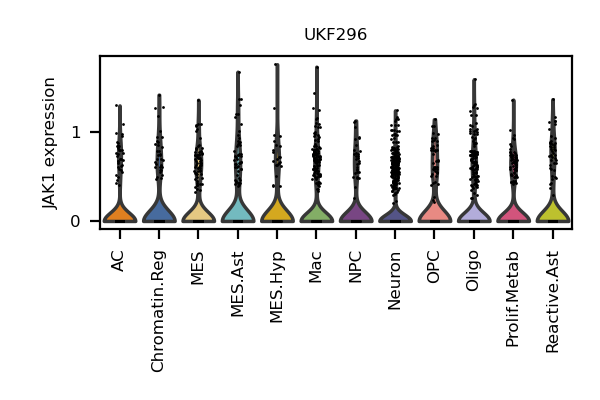 UKF296
JAK1 expression
1
0
AC
Chromatin.Reg
MES
MES.Ast
MES.Hyp
Mac
NPC
Neuron
OPC
Oligo
Prolif.Metab
Reactive.Ast